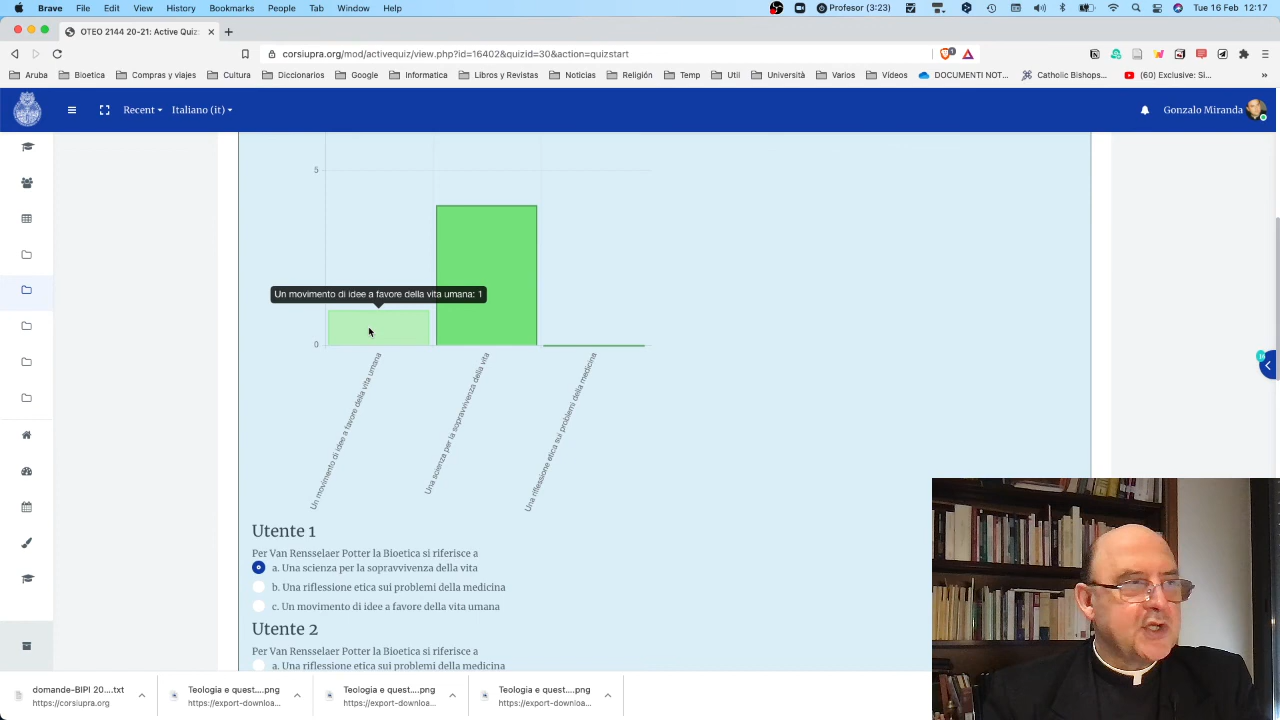 Brave File Edit View History Bookmarks People Tab Window Help
Profesor (3:23)
Tue 16 Feb 12:17
OTEO 2144 20-21: Active Quiz:
corsiupra.org/mod/activequiz/view.php?id=16402&quizid=30&action=quizstart
Aruba Bioetica Compras y viajes Cultura Diccionarios Google Informatica Libros y Revistas Noticias Religión Temp Util Università Varios Vídeos DOCUMENTI NOT... Catholic Bishops... (60) Exclusive: Si...
Recent Italiano (it)
Gonzalo Miranda
5
Un movimento di idee a favore della vita umana: 1
0
Un movimento di idee a favore della vita umana
Una scienza per la sopravvivenza della vita
Una riflessione etica sui problemi della medicina
Utente 1
Per Van Rensselaer Potter la Bioetica si riferisce a
a. Una scienza per la sopravvivenza della vita
b. Una riflessione etica sui problemi della medicina
c. Un movimento di idee a favore della vita umana
Utente 2
Per Van Rensselaer Potter la Bioetica si riferisce a
a. Una riflessione etica sui problemi della medicina
domande-BIPI 20....txt Teologia e quest....png Teologia e quest....png Teologia e quest....png
https://corsiupra.org https://export-downloa... https://export-downloa... https://export-downloa...